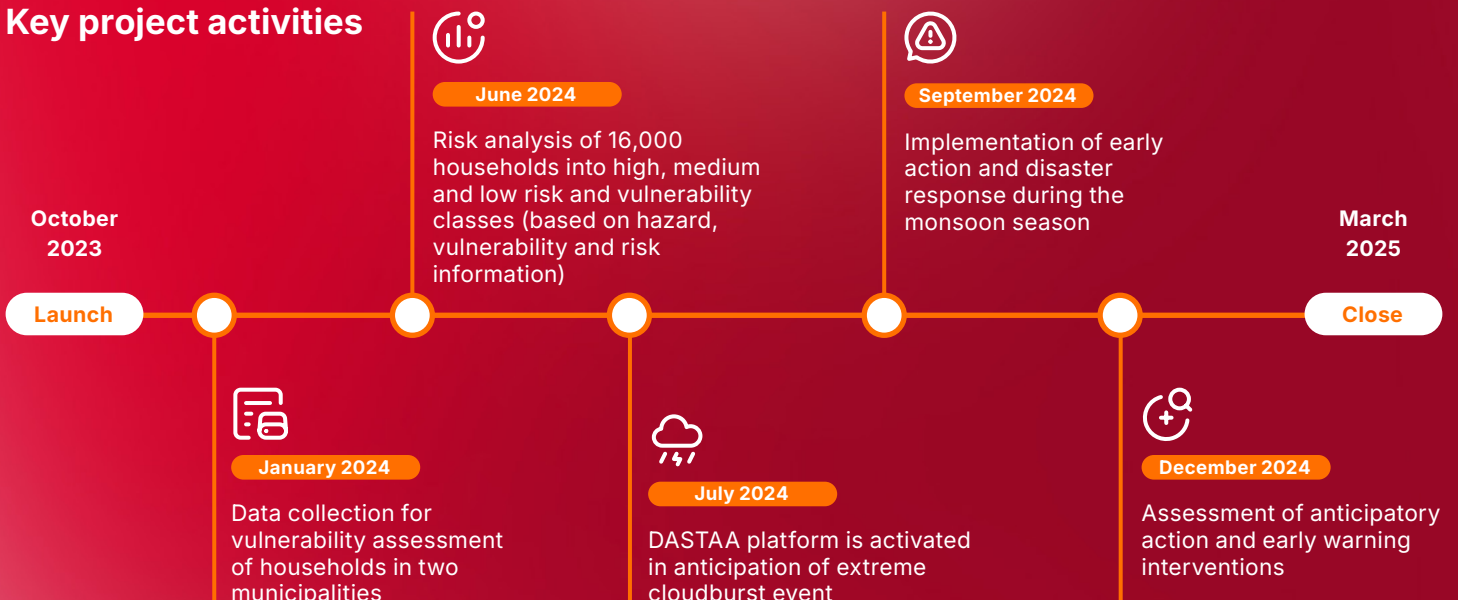 Key project activities
October
2023
Launch
January 2024
Data collection for
vulnerability assessment
of households in two
municipalities
June 2024
Risk analysis of 16,000
households into high, medium
and low risk and vulnerability
classes (based on hazard,
vulnerability and risk
information)
July 2024
DASTAA platform is activated
in anticipation of extreme
cloudburst event
September 2024
Implementation of early
action and disaster
response during the
monsoon season
December 2024
Assessment of anticipatory
action and early warning
interventions
March
2025
Close